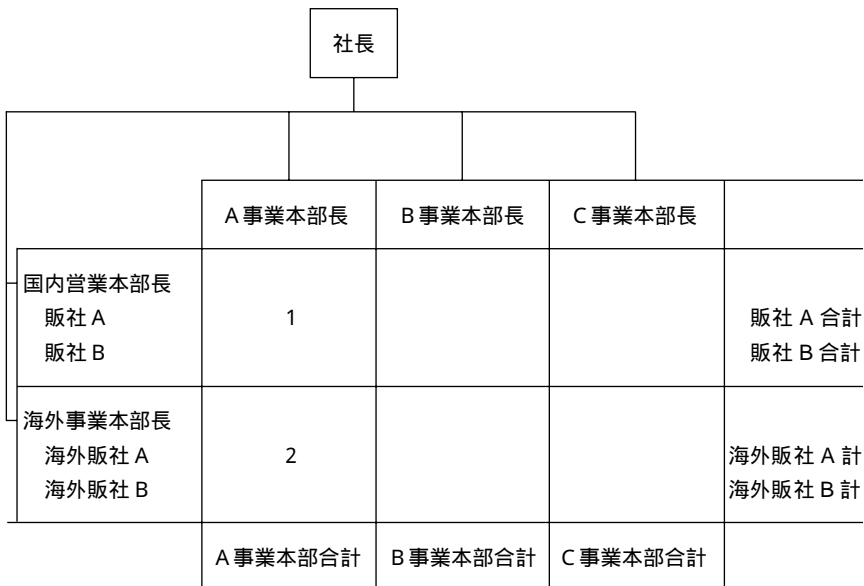 社長
A事業本部長 B事業本部長 C事業本部長
国内営業本部長
販社A 1 販社A合計
販社B 販社B合計
海外事業本部長
海外販社A 2 海外販社A計
海外販社B 海外販社B計
A事業本部合計 B事業本部合計 C事業本部合計